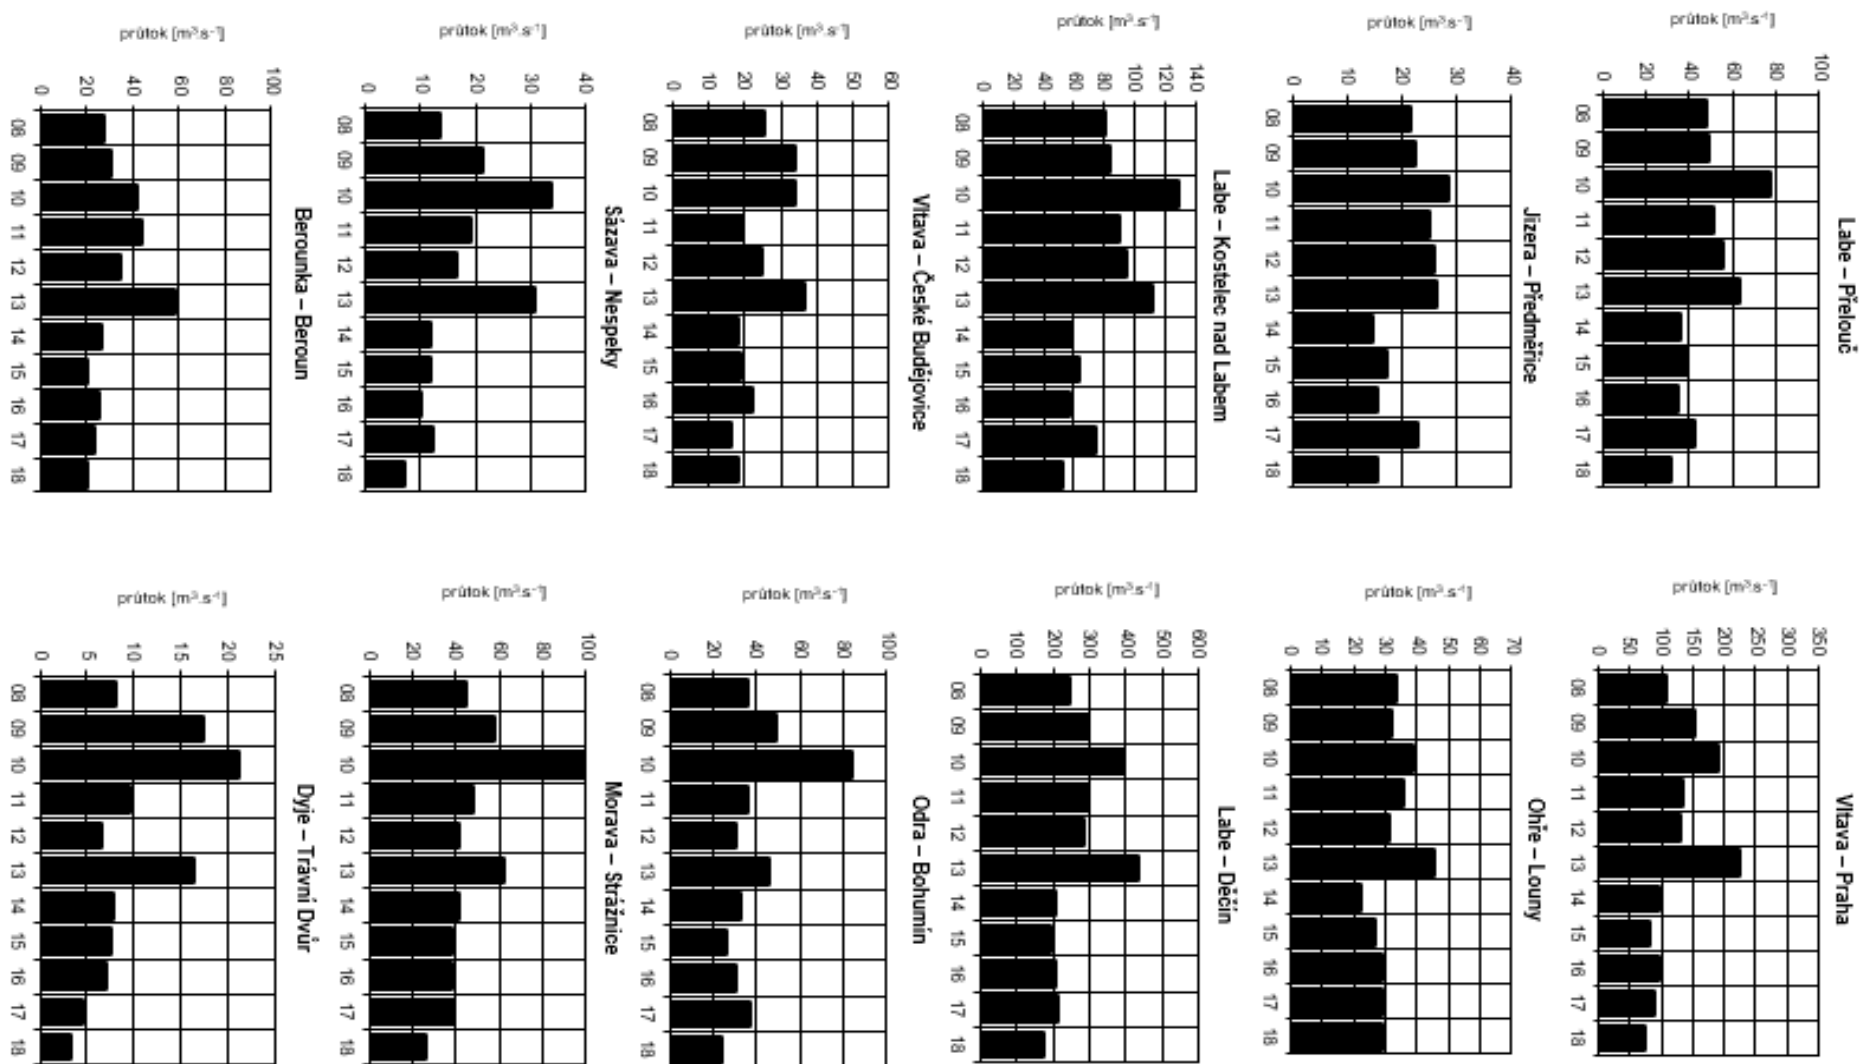 Labe – Přelouč
průtok [m³.s⁻¹]
100
80
60
40
20
0
08 09 10 11 12 13 14 15 16 17 18
Vltava – Praha
průtok [m³.s⁻¹]
350
300
250
200
150
100
50
0
08 09 10 11 12 13 14 15 16 17 18
Jizera – Předměřice
průtok [m³.s⁻¹]
40
30
20
10
0
08 09 10 11 12 13 14 15 16 17 18
Ohře – Louny
průtok [m³.s⁻¹]
70
60
50
40
30
20
10
0
08 09 10 11 12 13 14 15 16 17 18
Labe – Kostelec nad Labem
průtok [m³.s⁻¹]
140
120
100
80
60
40
20
0
08 09 10 11 12 13 14 15 16 17 18
Labe – Děčín
průtok [m³.s⁻¹]
600
500
400
300
200
100
0
08 09 10 11 12 13 14 15 16 17 18
Vltava – České Budějovice
průtok [m³.s⁻¹]
60
50
40
30
20
10
0
08 09 10 11 12 13 14 15 16 17 18
Odra – Bohumín
průtok [m³.s⁻¹]
100
80
60
40
20
0
08 09 10 11 12 13 14 15 16 17 18
Sázava – Nespeky
průtok [m³.s⁻¹]
40
30
20
10
0
08 09 10 11 12 13 14 15 16 17 18
Morava – Strážnice
průtok [m³.s⁻¹]
100
80
60
40
20
0
08 09 10 11 12 13 14 15 16 17 18
Berounka – Beroun
průtok [m³.s⁻¹]
100
80
60
40
20
0
08 09 10 11 12 13 14 15 16 17 18
Dyje – Trávní Dvůr
průtok [m³.s⁻¹]
25
20
15
10
5
0
08 09 10 11 12 13 14 15 16 17 18